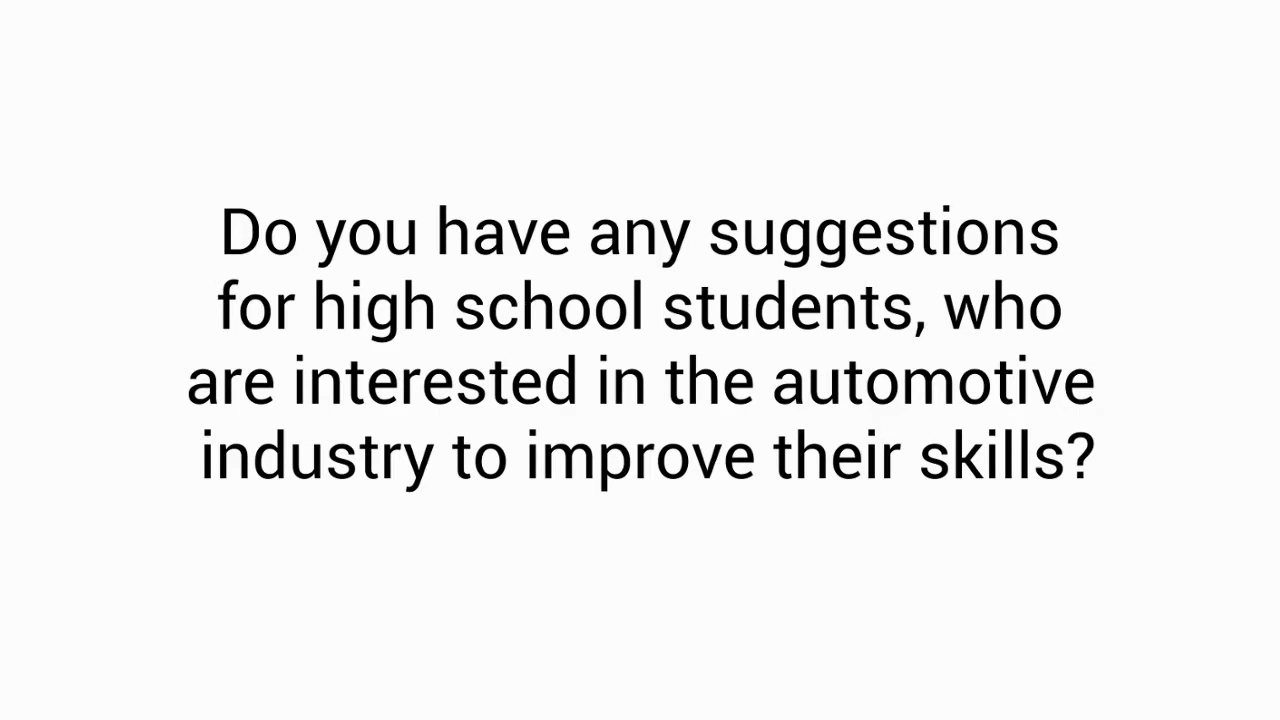 Do you have any suggestions
for high school students, who
are interested in the automotive
industry to improve their skills?